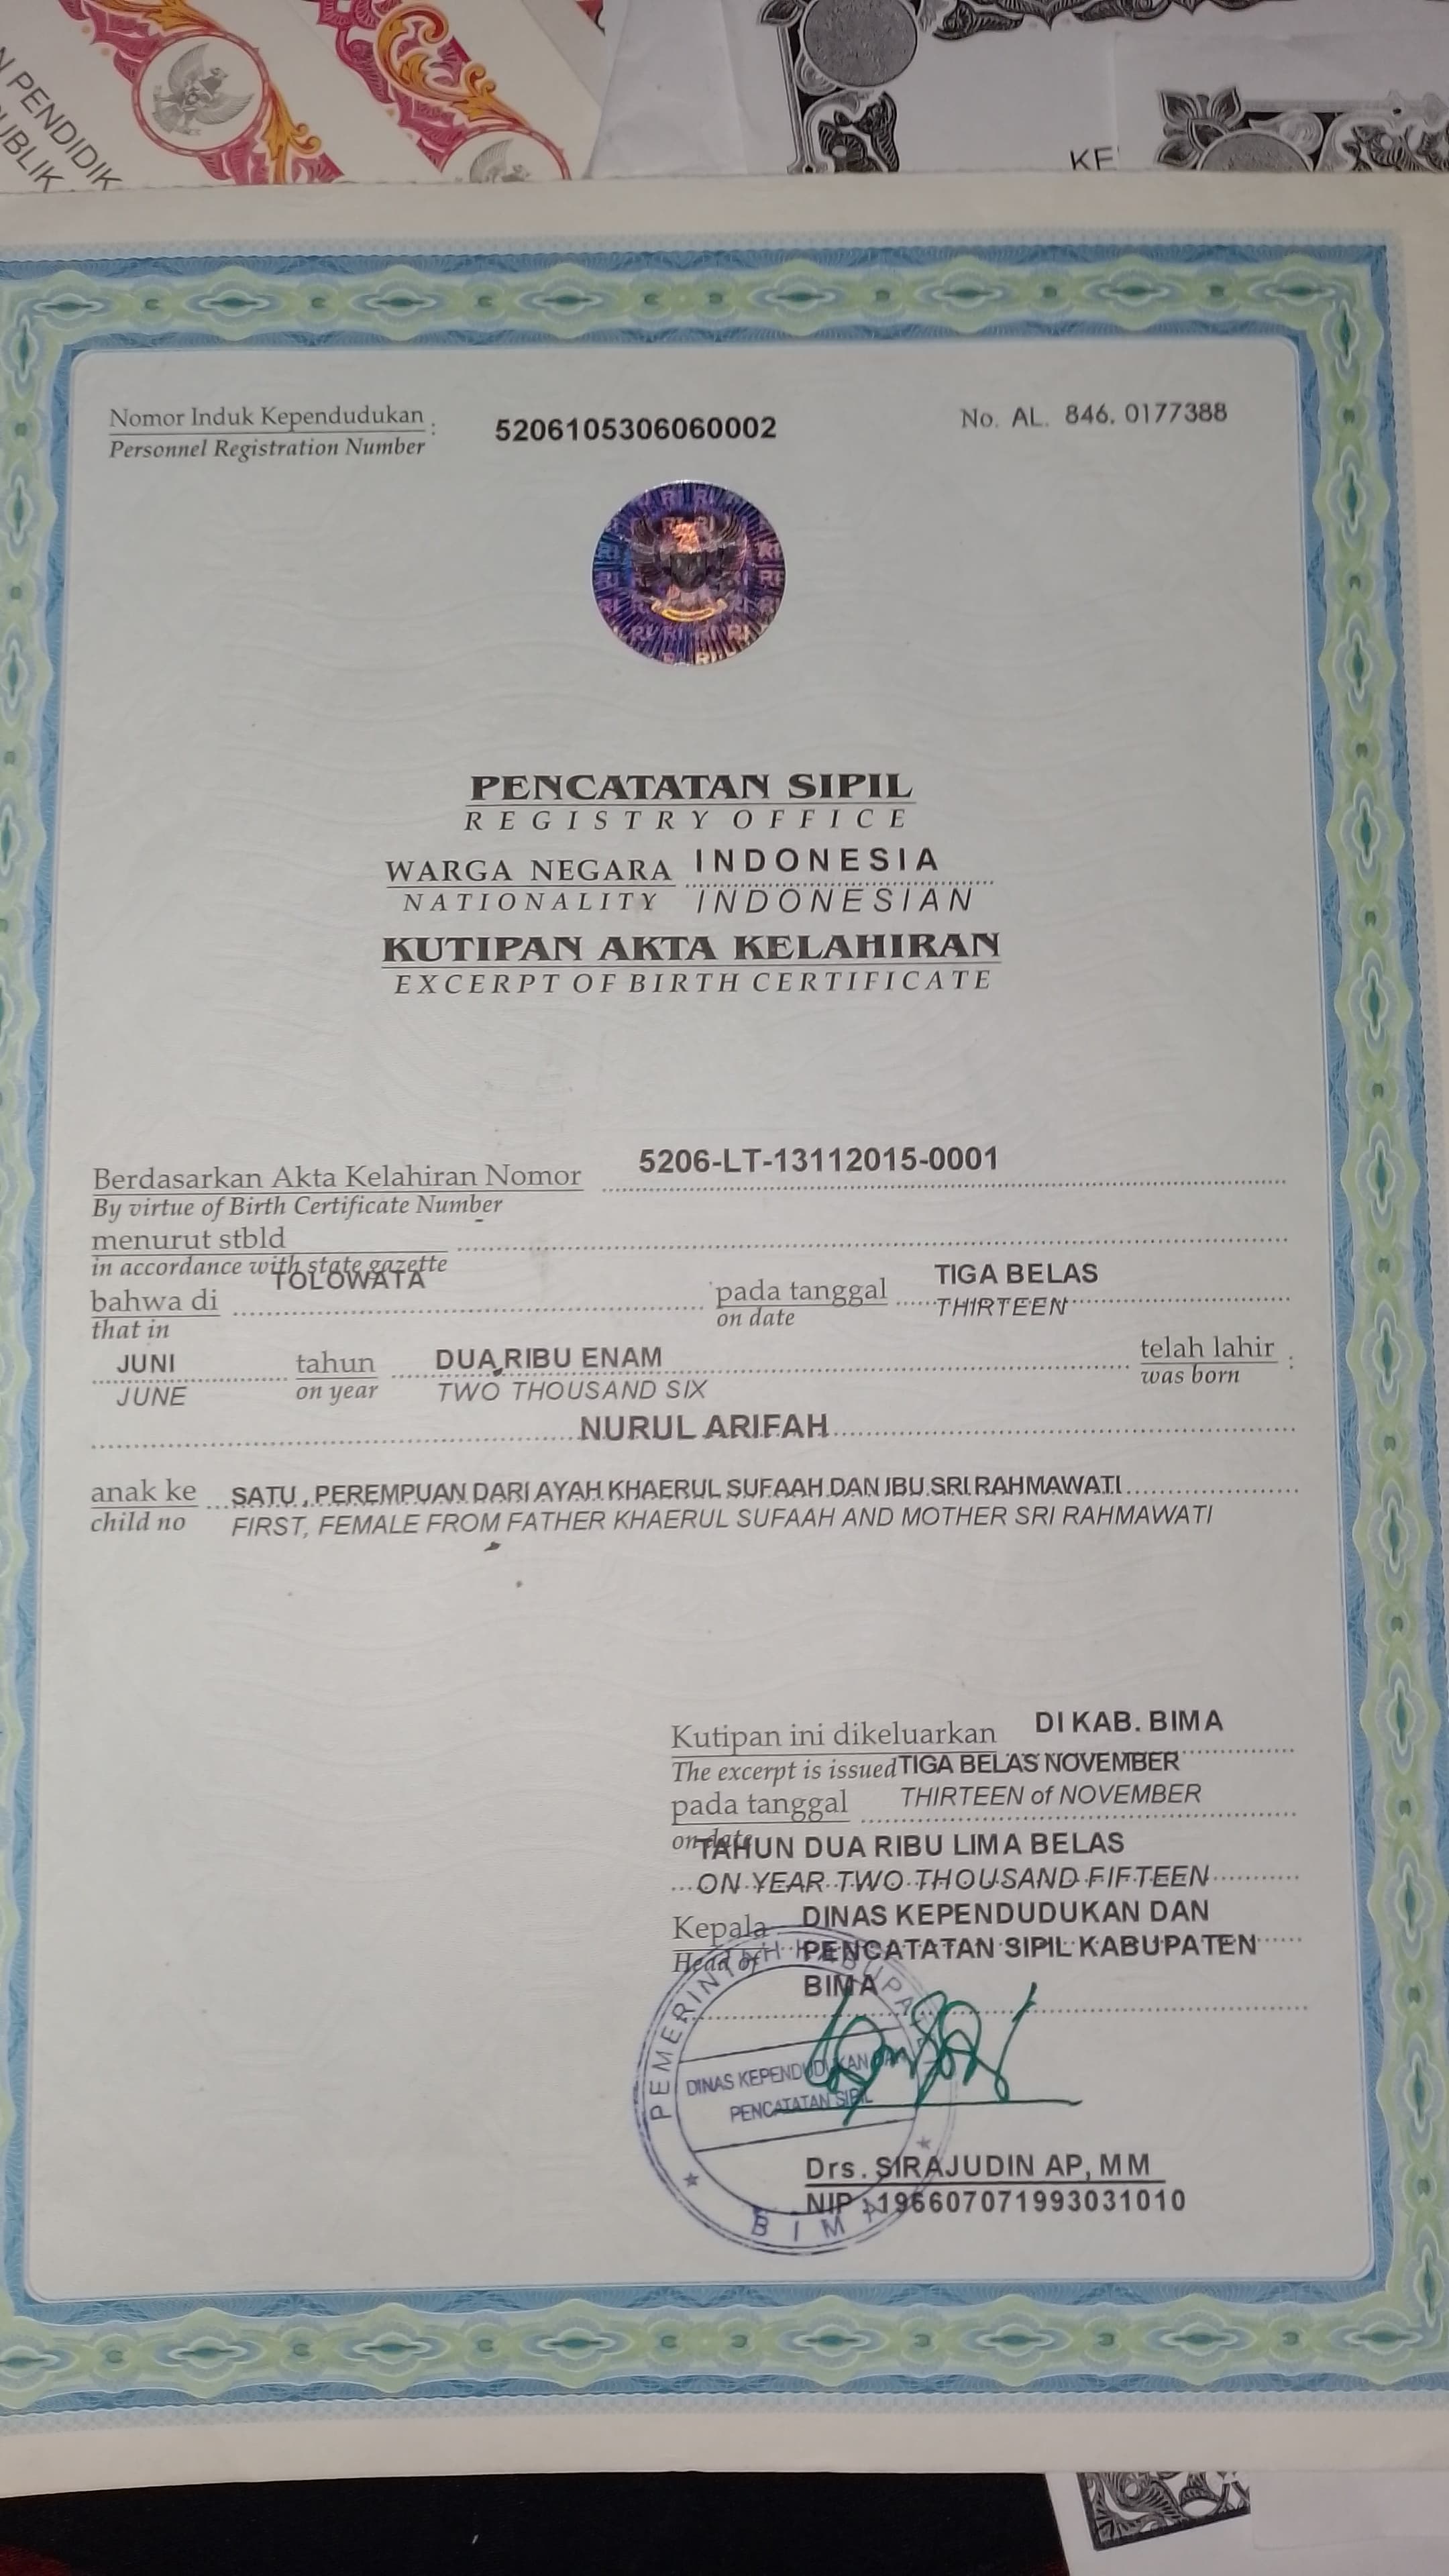 N PENDIDIK
UBLIK
KE
Nomor Induk Kependudukan : 5206105306060002 No. AL. 846. 0177388
Personnel Registration Number
PENCATATAN SIPIL
REGISTRY OFFICE
WARGA NEGARA INDONESIA
NATIONALITY INDONESIAN
KUTIPAN AKTA KELAHIRAN
EXCERPT OF BIRTH CERTIFICATE
Berdasarkan Akta Kelahiran Nomor 5206-LT-13112015-0001
By virtue of Birth Certificate Number
menurut stbld -
in accordance with state gazette
bahwa di TOLOWATA pada tanggal TIGA BELAS
that in on date THIRTEEN
JUNI tahun DUA RIBU ENAM telah lahir :
JUNE on year TWO THOUSAND SIX was born
NURUL ARIFAH
anak ke SATU, PEREMPUAN DARI AYAH KHAERUL SUFAAH DAN IBU SRI RAHMAWATI
child no FIRST, FEMALE FROM FATHER KHAERUL SUFAAH AND MOTHER SRI RAHMAWATI
Kutipan ini dikeluarkan DI KAB. BIMA
The excerpt is issued TIGA BELAS NOVEMBER
pada tanggal THIRTEEN of NOVEMBER
on date TAHUN DUA RIBU LIMA BELAS
ON YEAR TWO THOUSAND FIFTEEN
Kepala DINAS KEPENDUDUKAN DAN
Head of PENCATATAN SIPIL KABUPATEN
BIMA
PEMERINTAH KABUPATEN
DINAS KEPENDUDUKAN DAN
PENCATATAN SIPIL
BIMA
Drs. SIRAJUDIN AP, MM
NIP : 196607071993031010